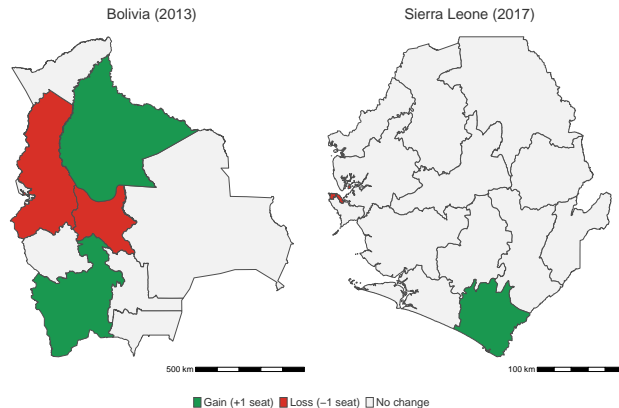 Bolivia (2013)
Sierra Leone (2017)
500 km
100 km
Gain (+1 seat) Loss (−1 seat) No change